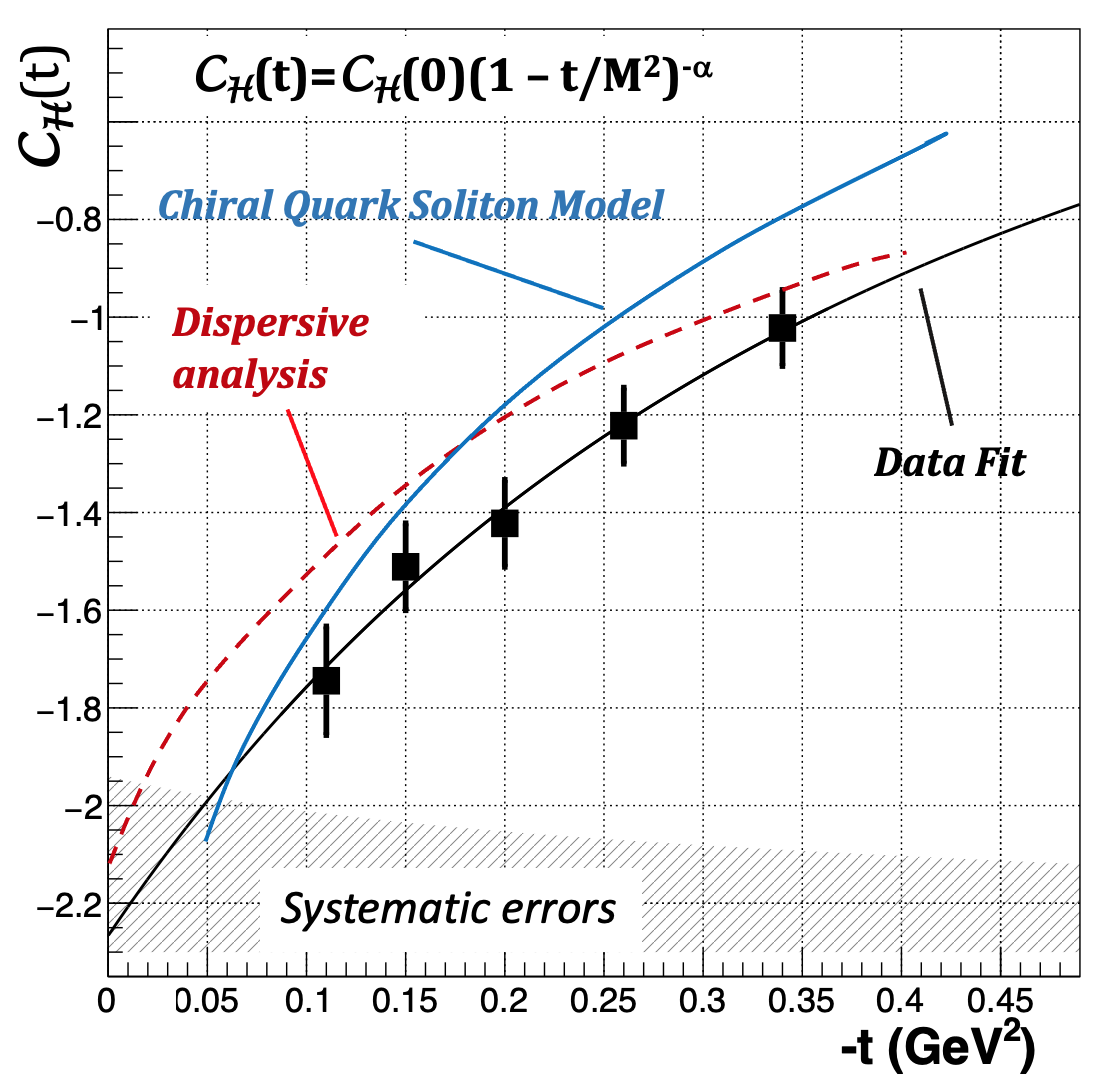 𝒞ℋ(t)
𝒞ℋ(t)=𝒞ℋ(0)(1 – t/M²)⁻ᵅ
Chiral Quark Soliton Model
−0.8
Dispersive
analysis
−1
−1.2
Data Fit
−1.4
−1.6
−1.8
−2
−2.2
Systematic errors
0 0.05 0.1 0.15 0.2 0.25 0.3 0.35 0.4 0.45
-t (GeV²)